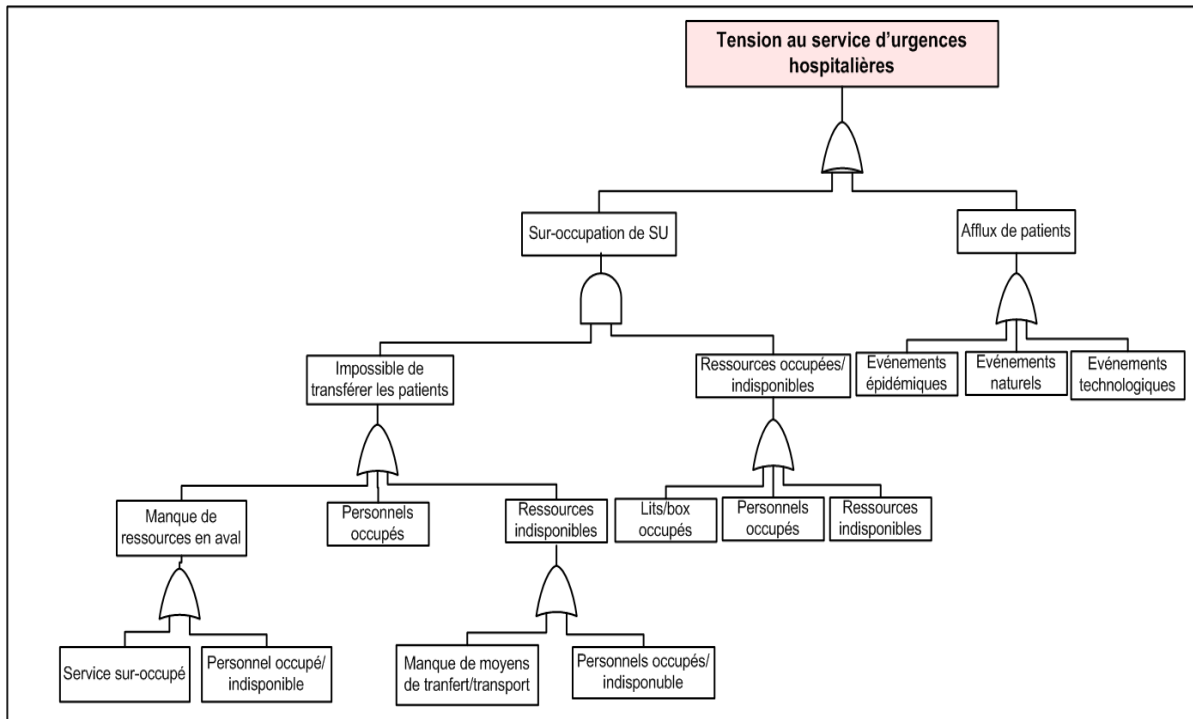 Tension au service d’urgences
hospitalières
Sur-occupation de SU
Afflux de patients
Impossible de
transférer les patients
Ressources occupées/
indisponibles
Evénements
épidémiques
Evénements
naturels
Evénements
technologiques
Manque de
ressources en aval
Personnels
occupés
Ressources
indisponibles
Lits/box
occupés
Personnels
occupés
Ressources
indisponibles
Service sur-occupé
Personnel occupé/
indisponible
Manque de moyens
de tranfert/transport
Personnels occupés/
indisponuble